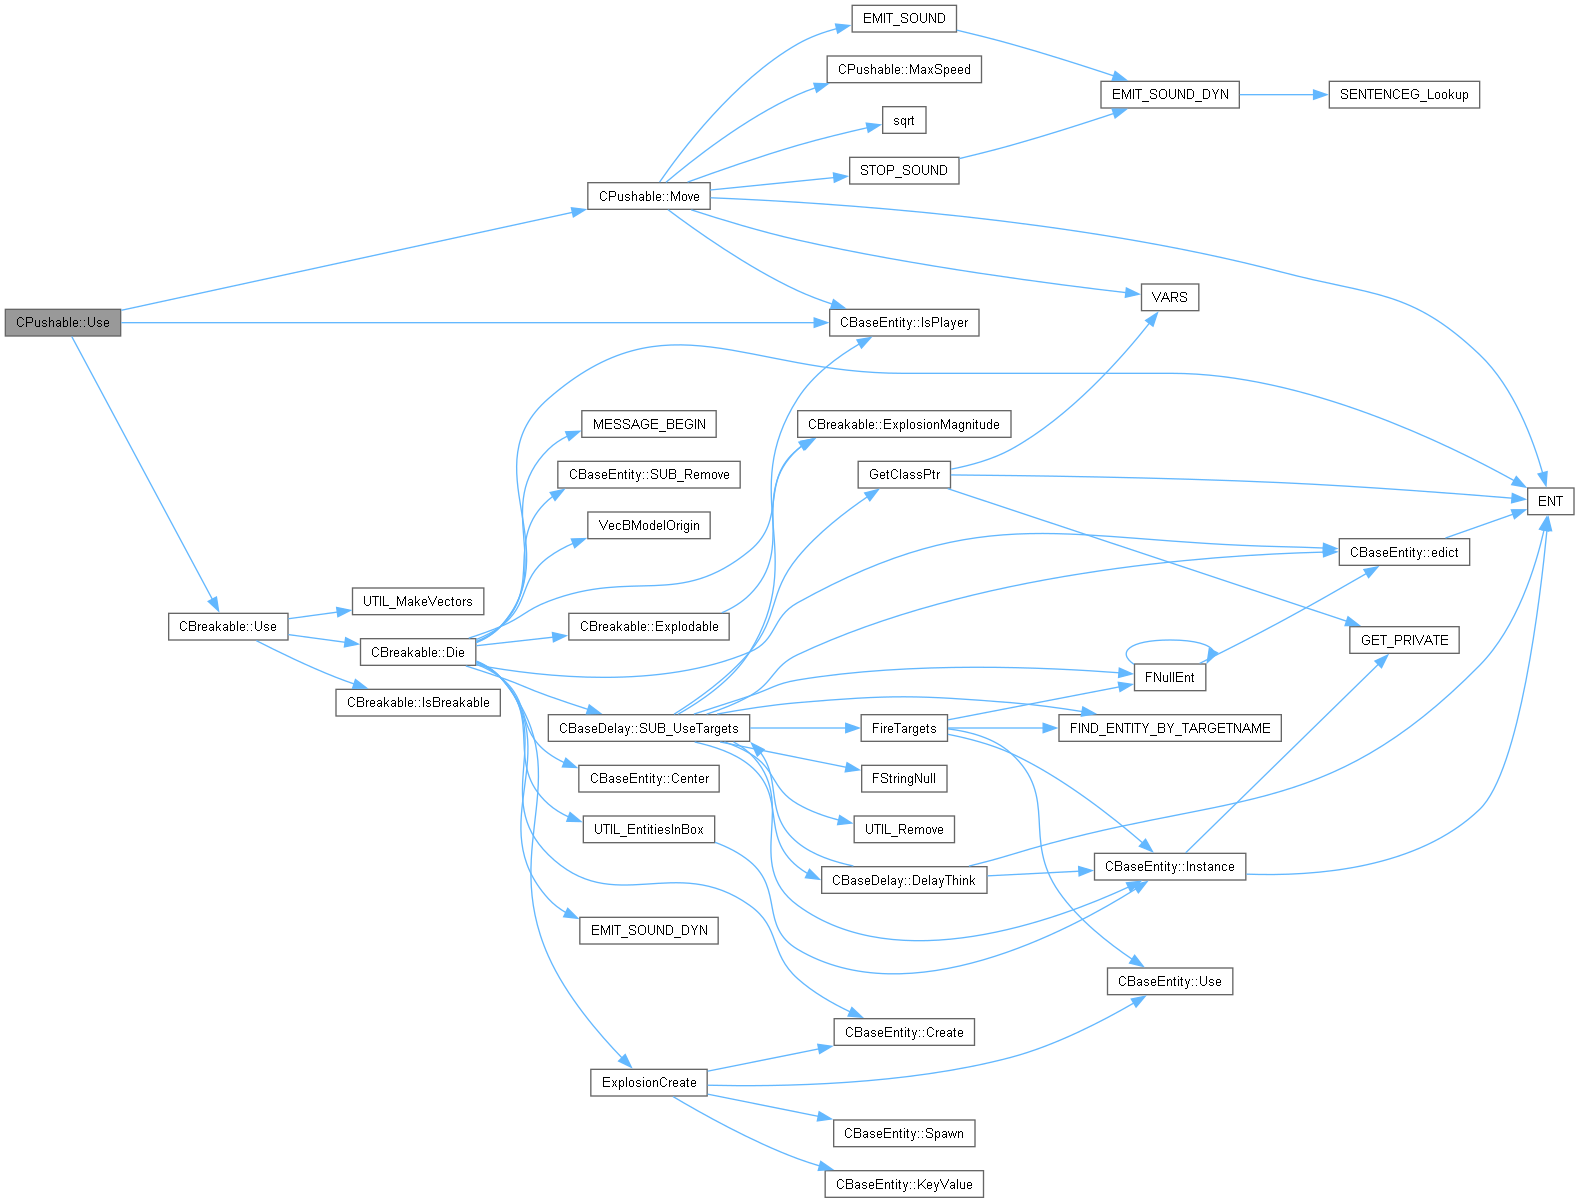 EMIT_SOUND
CPushable::MaxSpeed
EMIT_SOUND_DYN
SENTENCEG_Lookup
sqrt
STOP_SOUND
CPushable::Move
VARS
CPushable::Use
CBaseEntity::IsPlayer
MESSAGE_BEGIN
CBreakable::ExplosionMagnitude
CBaseEntity::SUB_Remove
GetClassPtr
ENT
VecBModelOrigin
CBaseEntity::edict
UTIL_MakeVectors
CBreakable::Use
CBreakable::Explodable
GET_PRIVATE
CBreakable::Die
FNullEnt
CBreakable::IsBreakable
CBaseDelay::SUB_UseTargets
FireTargets
FIND_ENTITY_BY_TARGETNAME
CBaseEntity::Center
FStringNull
UTIL_EntitiesInBox
UTIL_Remove
CBaseEntity::Instance
CBaseDelay::DelayThink
EMIT_SOUND_DYN
CBaseEntity::Use
CBaseEntity::Create
ExplosionCreate
CBaseEntity::Spawn
CBaseEntity::KeyValue